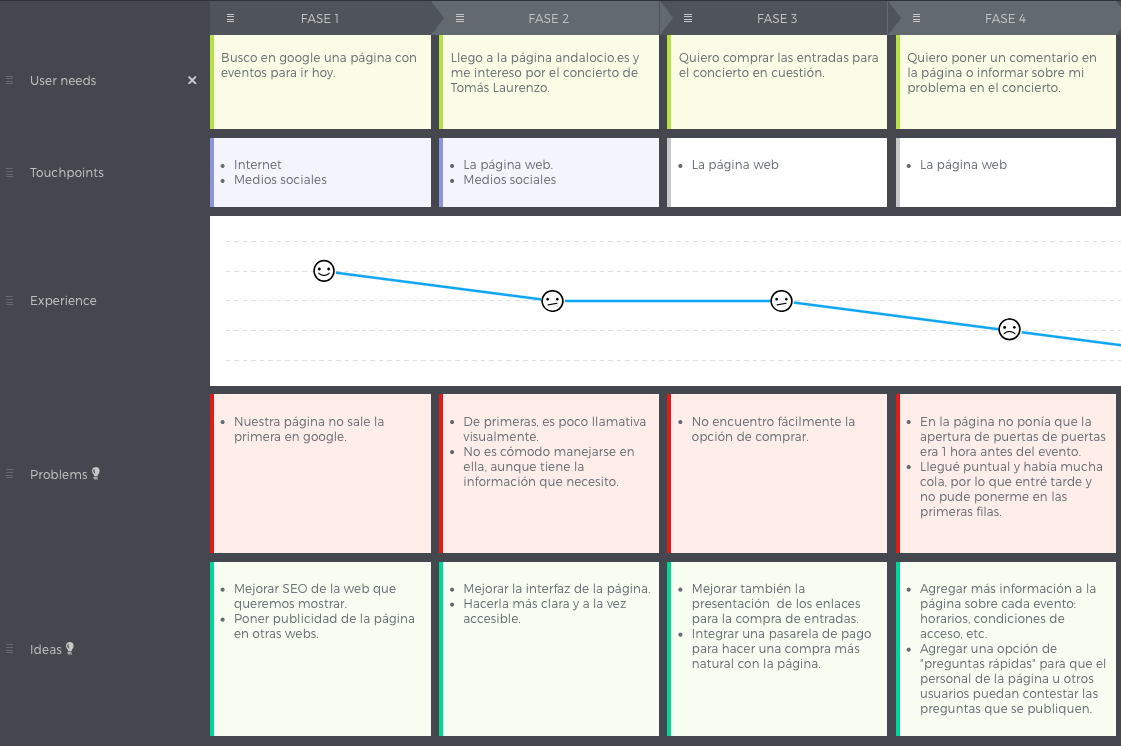 FASE 1
FASE 2
FASE 3
FASE 4
User needs
Busco en google una página con
eventos para ir hoy.
Llego a la página andalocio.es y
me intereso por el concierto de
Tomás Laurenzo.
Quiero comprar las entradas para
el concierto en cuestión.
Quiero poner un comentario en
la página o informar sobre mi
problema en el concierto.
Touchpoints
• Internet
• Medios sociales
• La página web.
• Medios sociales
• La página web
• La página web
Experience
Problems
• Nuestra página no sale la
primera en google.
• De primeras, es poco llamativa
visualmente.
• No es cómodo manejarse en
ella, aunque tiene la
información que necesito.
• No encuentro fácilmente la
opción de comprar.
• En la página no ponía que la
apertura de puertas de puertas
era 1 hora antes del evento.
• Llegué puntual y había mucha
cola, por lo que entré tarde y
no pude ponerme en las
primeras filas.
Ideas
• Mejorar SEO de la web que
queremos mostrar.
• Poner publicidad de la página
en otras webs.
• Mejorar la interfaz de la página.
• Hacerla más clara y a la vez
accesible.
• Mejorar también la
presentación  de los enlaces
para la compra de entradas.
• Integrar una pasarela de pago
para hacer una compra más
natural con la página.
• Agregar más información a la
página sobre cada evento:
horarios, condiciones de
acceso, etc.
• Agregar una opción de
"preguntas rápidas" para que el
personal de la página u otros
usuarios puedan contestar las
preguntas que se publiquen.